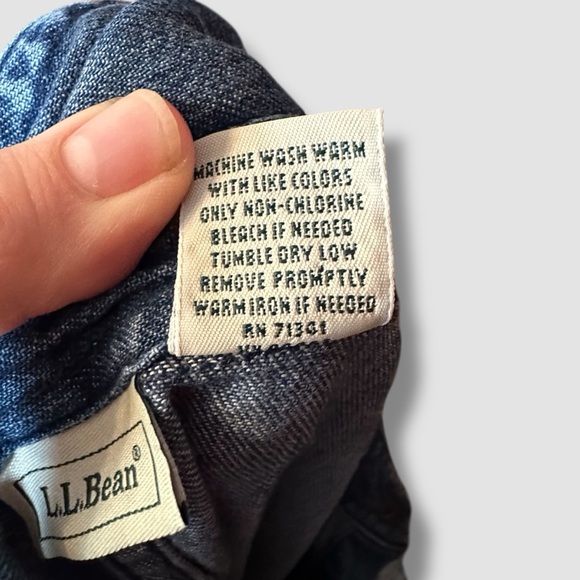 MACHINE WASH WARM
WITH LIKE COLORS
ONLY NON-CHLORINE
BLEACH IF NEEDED
TUMBLE DRY LOW
REMOVE PROMPTLY
WARM IRON IF NEEDED
RN 71341
L.L.Bean®